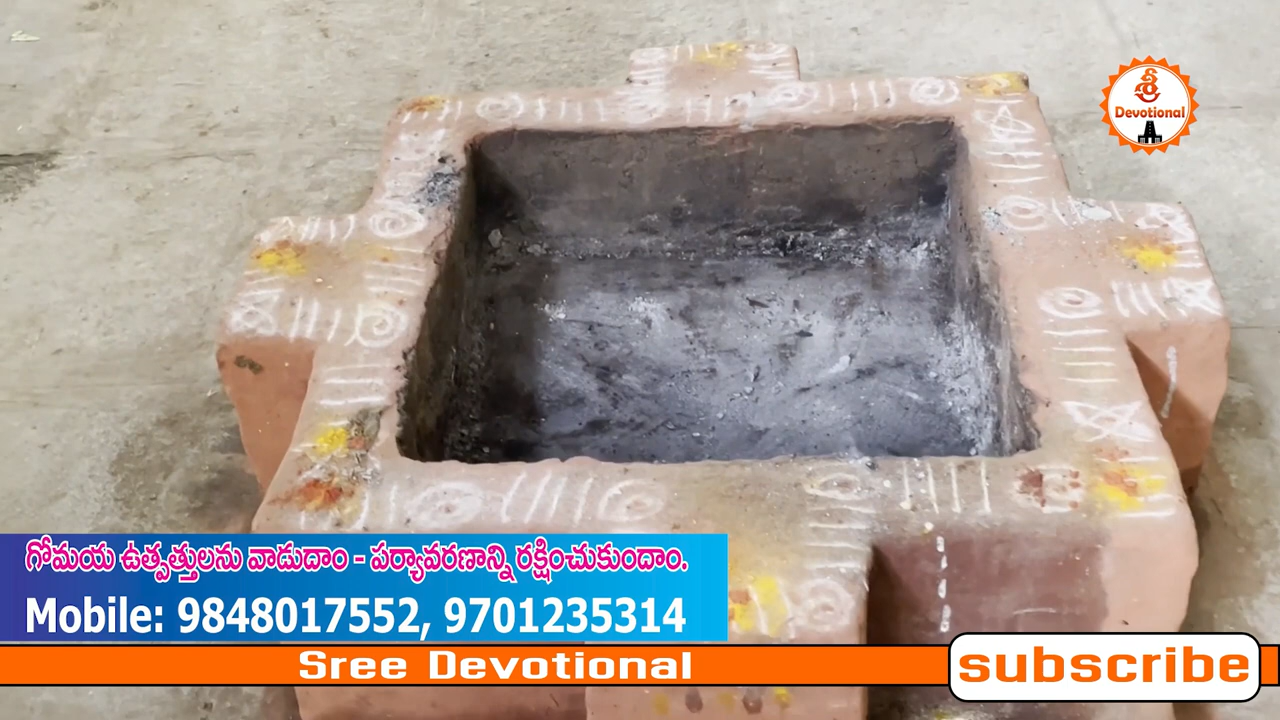 శ్రీ
Devotional
గోమయ ఉత్పత్తులను వాడుదాం - పర్యావరణాన్ని రక్షించుకుందాం.
Mobile: 9848017552, 9701235314
Sree Devotional
subscribe